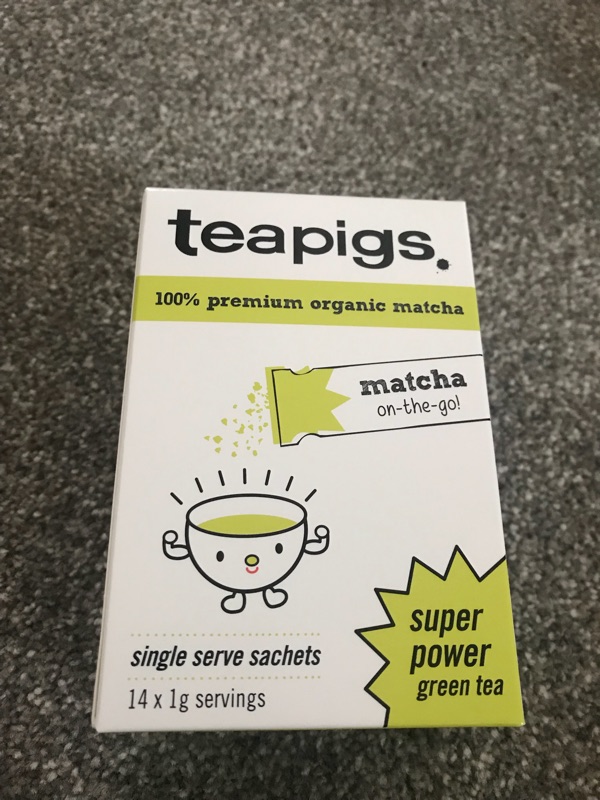 teapigs.
100% premium organic matcha
matcha
on-the-go!
super
power
green tea
single serve sachets
14 x 1g servings